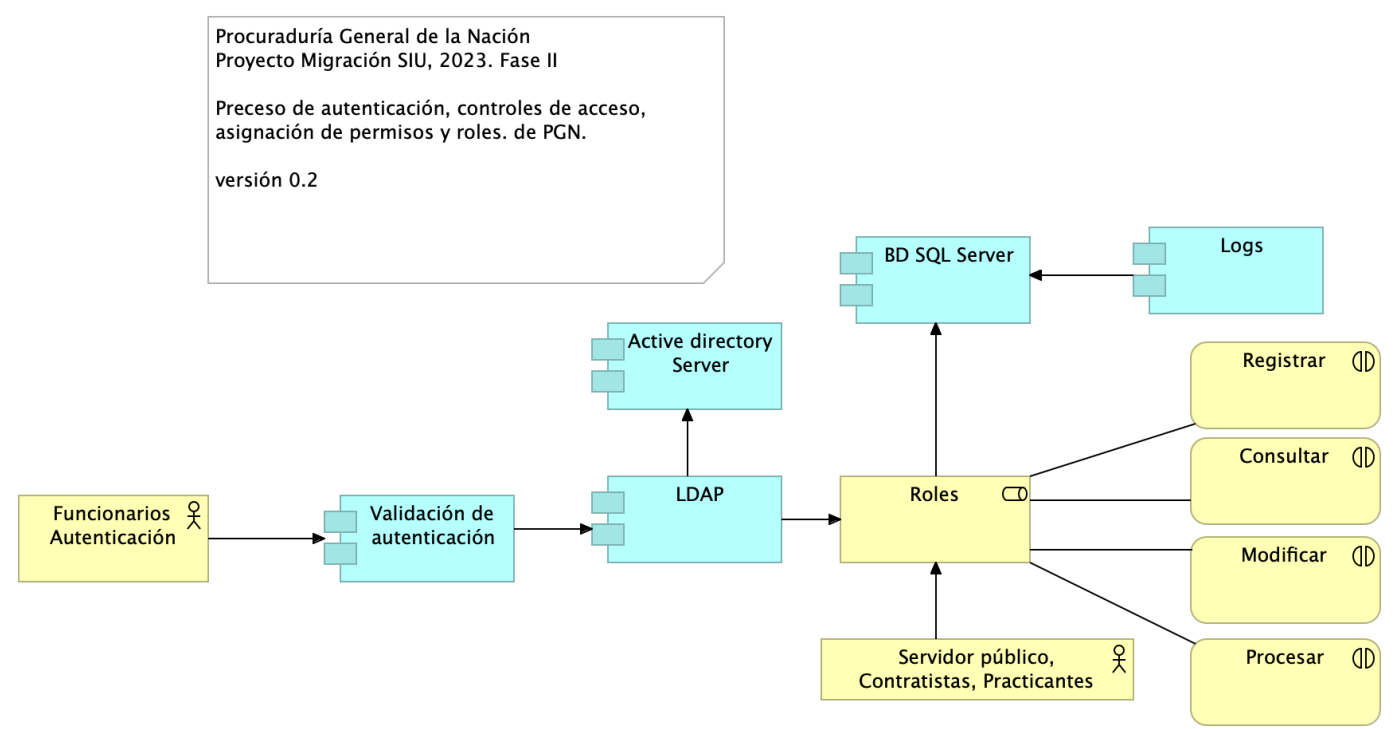 Procuraduría General de la Nación
Proyecto Migración SIU, 2023. Fase II
Preceso de autenticación, controles de acceso,
asignación de permisos y roles. de PGN.
versión 0.2
BD SQL Server
Logs
Active directory
Server
Registrar
Consultar
Funcionarios
Autenticación
Validación de
autenticación
LDAP
Roles
Modificar
Servidor público,
Contratistas, Practicantes
Procesar